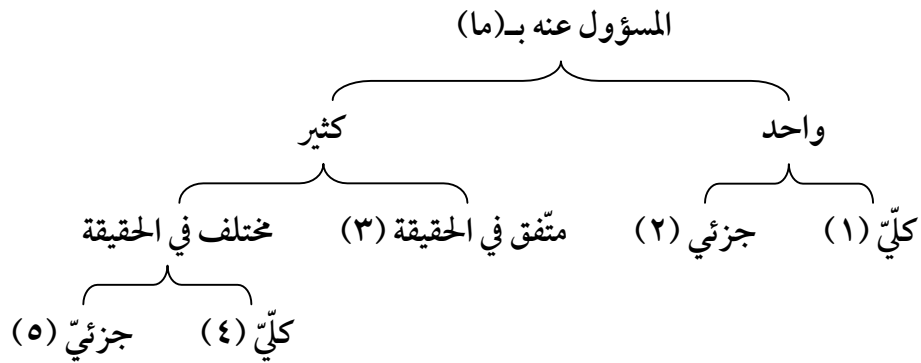 المسؤول عنه بـ(ما)
واحد كثير
كلّيّ (١) جزئي (٢) متّفق في الحقيقة (٣) مختلف في الحقيقة
كلّيّ (٤) جزئيّ (٥)